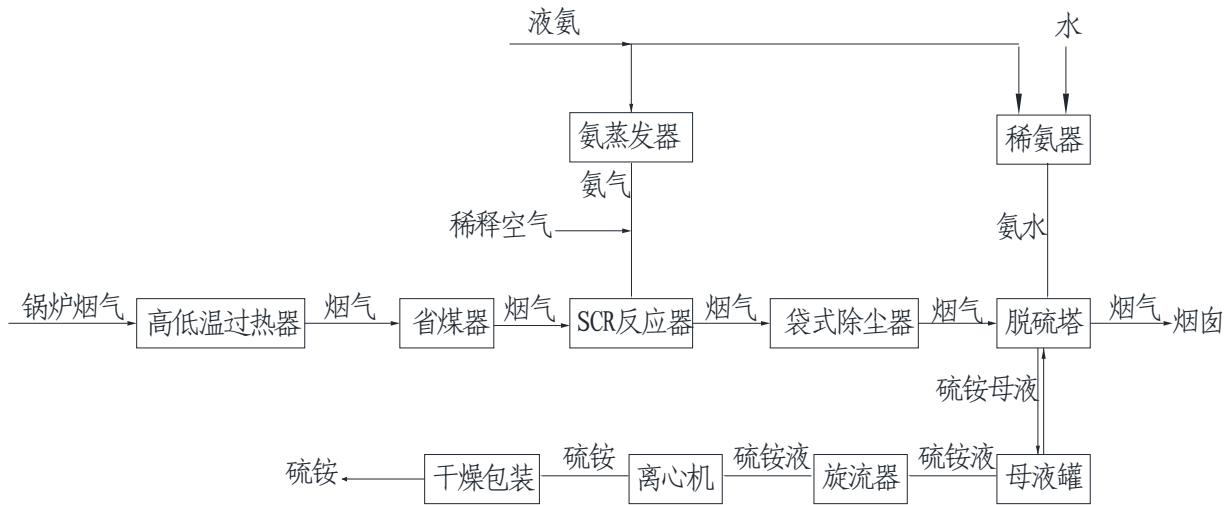 液氨
水
氨蒸发器
稀氨器
氨气
稀释空气
氨水
锅炉烟气
高低温过热器
烟气
省煤器
烟气
SCR反应器
烟气
袋式除尘器
烟气
脱硫塔
烟气
烟囱
硫铵母液
硫铵
干燥包装
硫铵
离心机
硫铵液
旋流器
硫铵液
母液罐